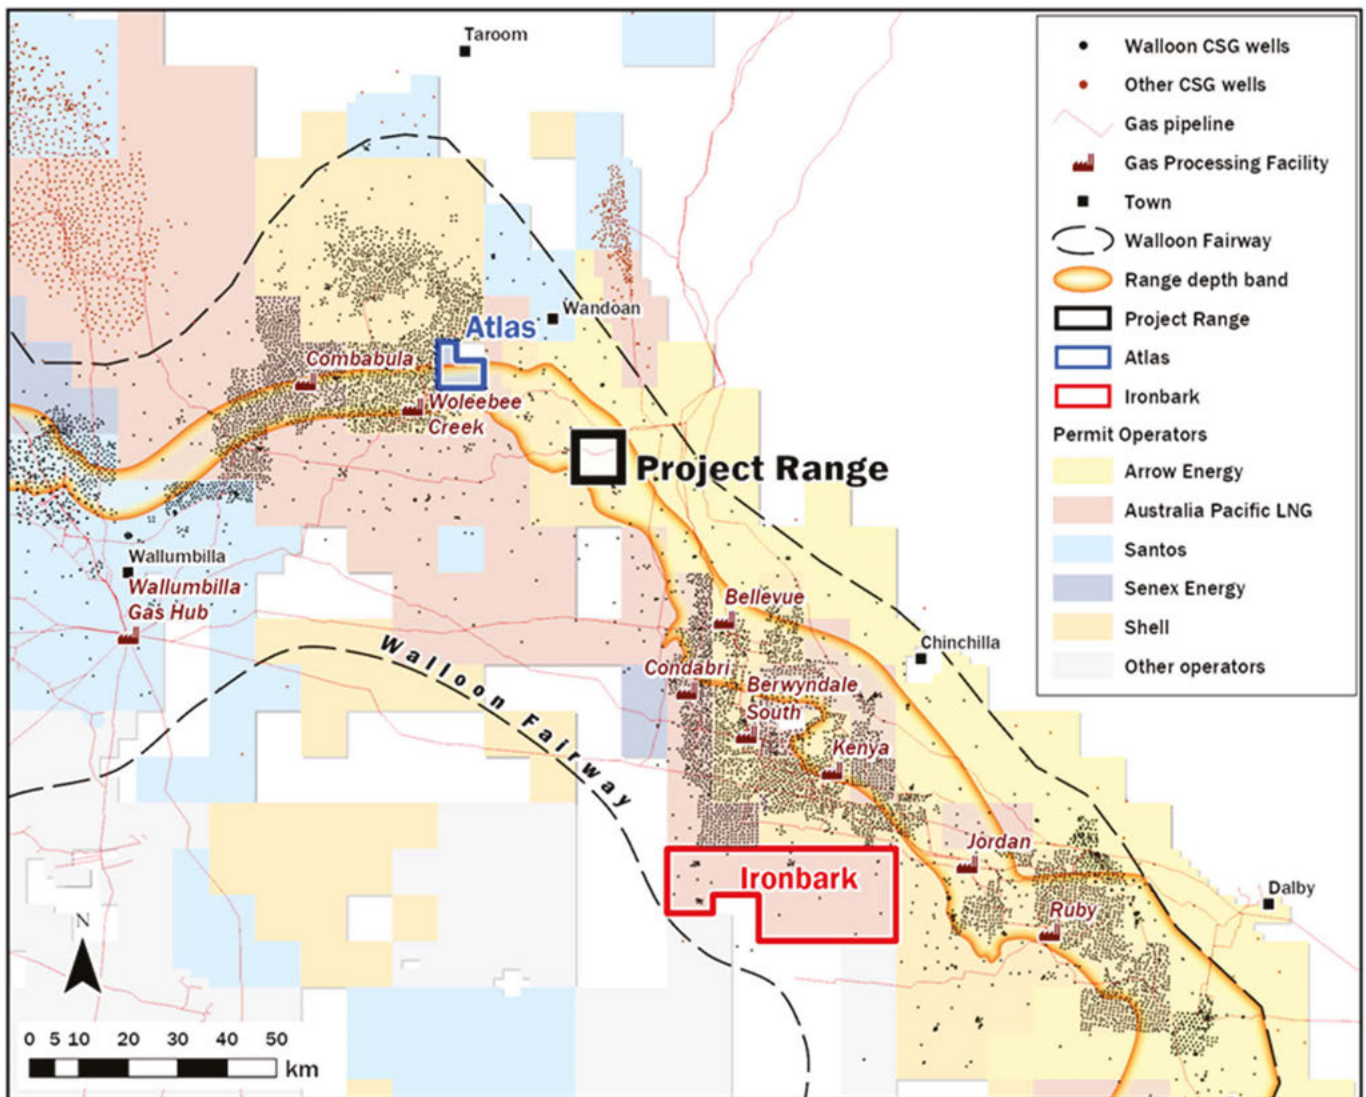 Taroom
Wandoan
Atlas
Combabula
Woleebee
Creek
Project Range
Wallumbilla
Wallumbilla
Gas Hub
Walloon Fairway
Bellevue
Chinchilla
Condabri
Berwyndale
South
Kenya
Jordan
Ironbark
Ruby
Dalby
N
0 5 10 20 30 40 50
km
Walloon CSG wells
Other CSG wells
Gas pipeline
Gas Processing Facility
Town
Walloon Fairway
Range depth band
Project Range
Atlas
Ironbark
Permit Operators
Arrow Energy
Australia Pacific LNG
Santos
Senex Energy
Shell
Other operators